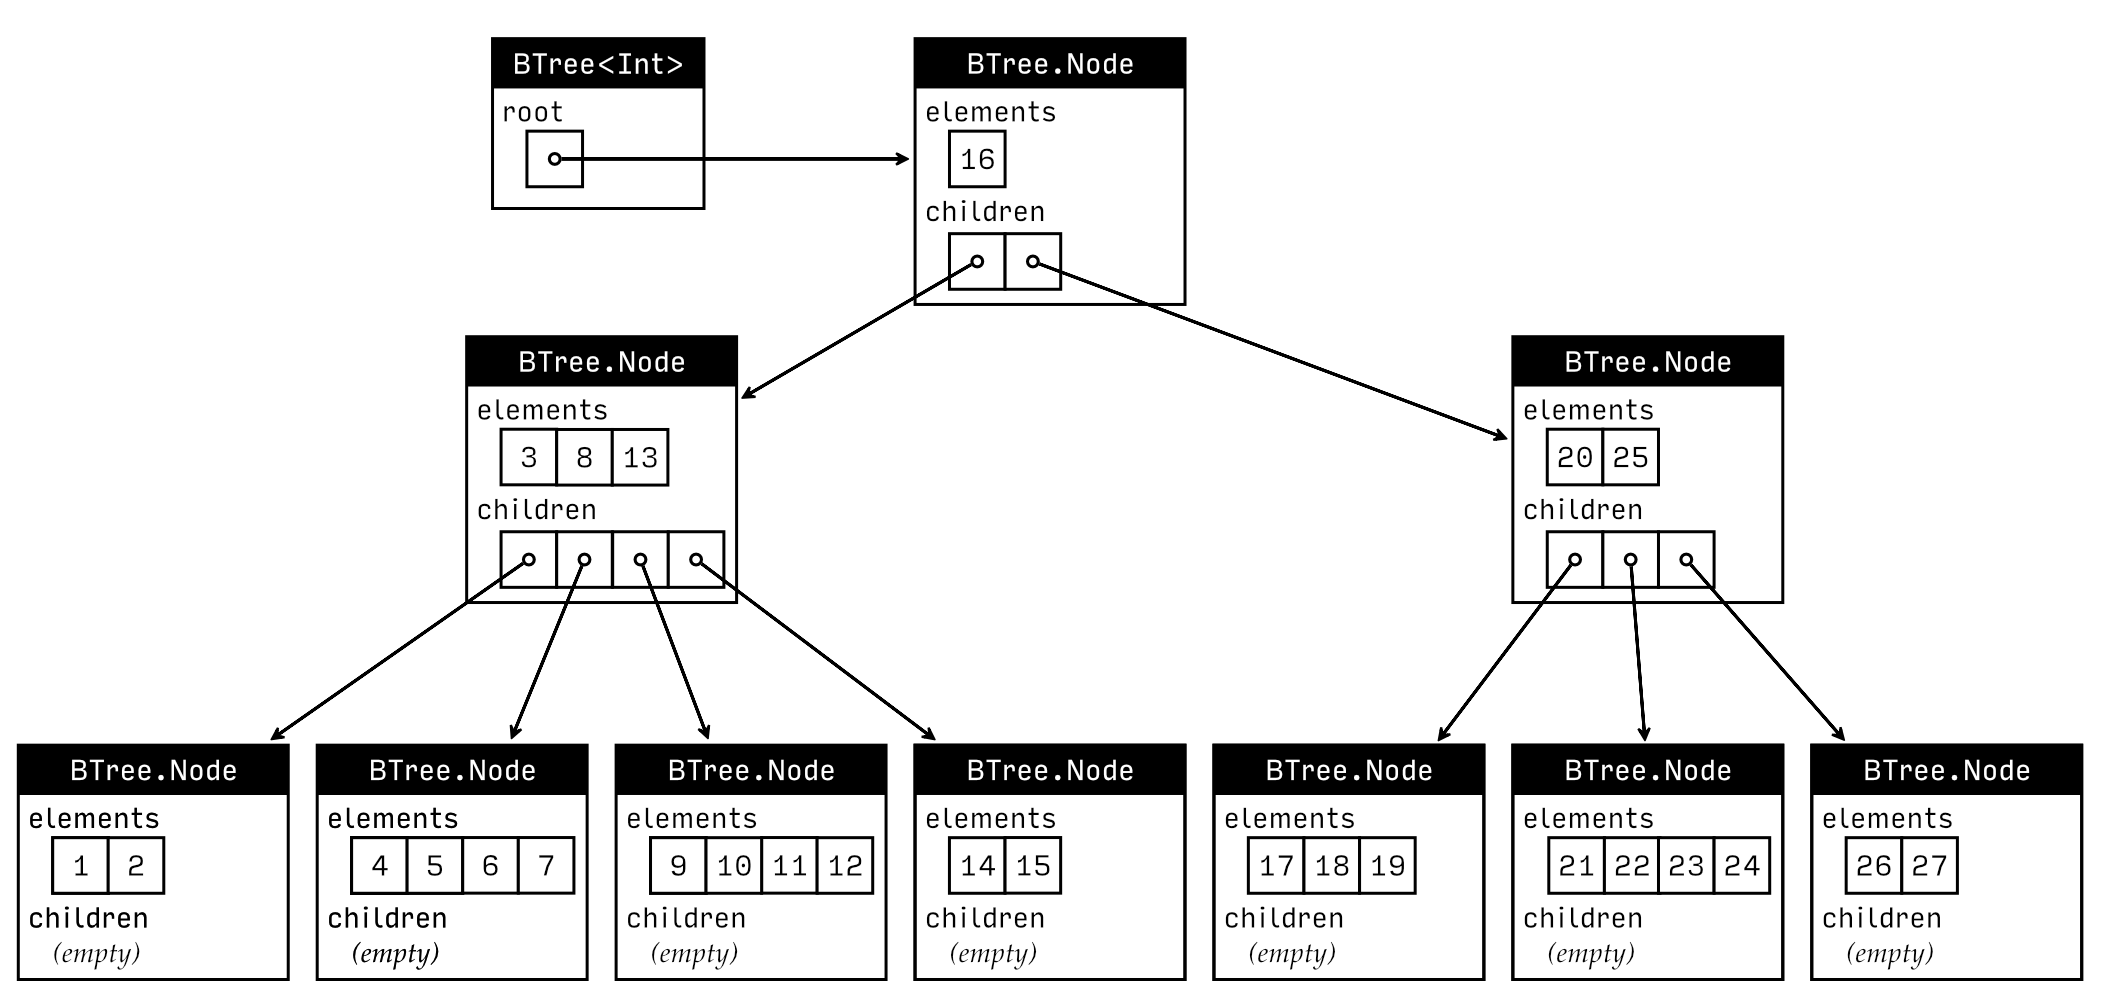 BTree<Int>
root
BTree.Node
elements
16
children
BTree.Node
elements
3 8 13
children
BTree.Node
elements
20 25
children
BTree.Node
elements
1 2
children
(empty)
BTree.Node
elements
4 5 6 7
children
(empty)
BTree.Node
elements
9 10 11 12
children
(empty)
BTree.Node
elements
14 15
children
(empty)
BTree.Node
elements
17 18 19
children
(empty)
BTree.Node
elements
21 22 23 24
children
(empty)
BTree.Node
elements
26 27
children
(empty)